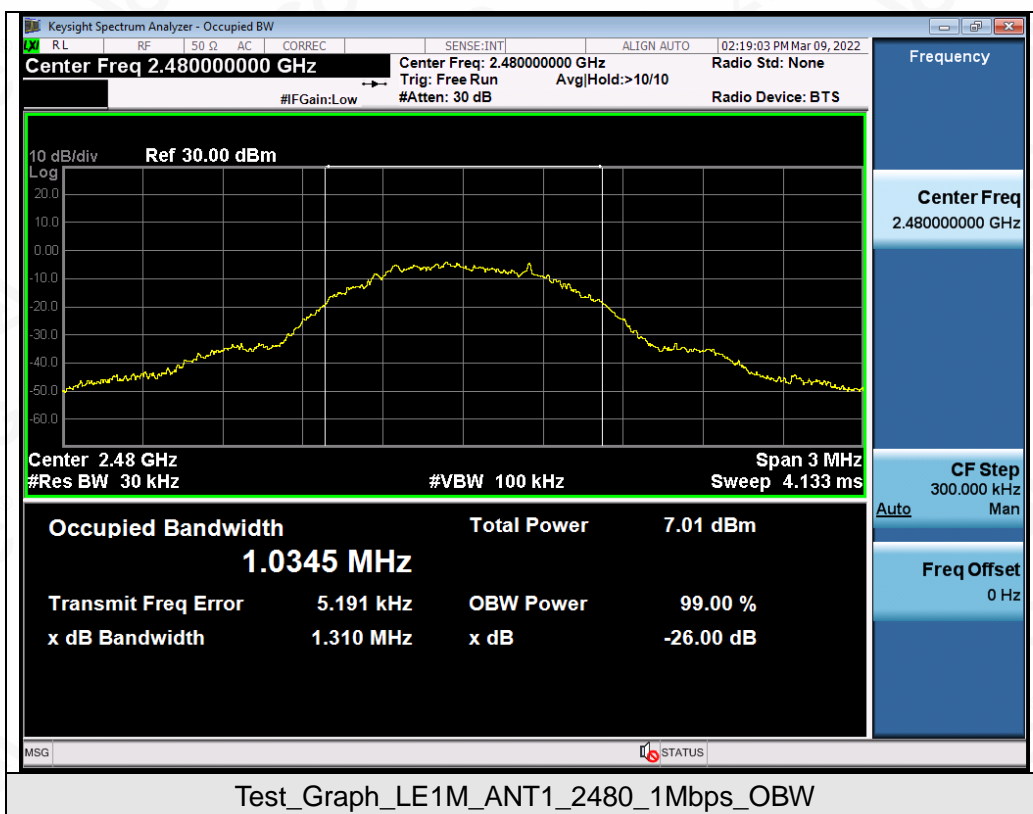 Keysight Spectrum Analyzer - Occupied BW
LXI RL RF 50 Ω AC CORREC SENSE:INT ALIGN AUTO 02:19:03 PM Mar 09, 2022
Center Freq 2.480000000 GHz
Center Freq: 2.480000000 GHz Radio Std: None
Trig: Free Run Avg|Hold:>10/10
#IFGain:Low #Atten: 30 dB Radio Device: BTS
10 dB/div Ref 30.00 dBm
Log
20.0
10.0
0.00
-10.0
-20.0
-30.0
-40.0
-50.0
-60.0
Center 2.48 GHz Span 3 MHz
#Res BW 30 kHz #VBW 100 kHz Sweep 4.133 ms
Occupied Bandwidth Total Power 7.01 dBm
1.0345 MHz
Transmit Freq Error 5.191 kHz OBW Power 99.00 %
x dB Bandwidth 1.310 MHz x dB -26.00 dB
Frequency
Center Freq
2.480000000 GHz
CF Step
300.000 kHz
Auto Man
Freq Offset
0 Hz
MSG STATUS
Test_Graph_LE1M_ANT1_2480_1Mbps_OBW